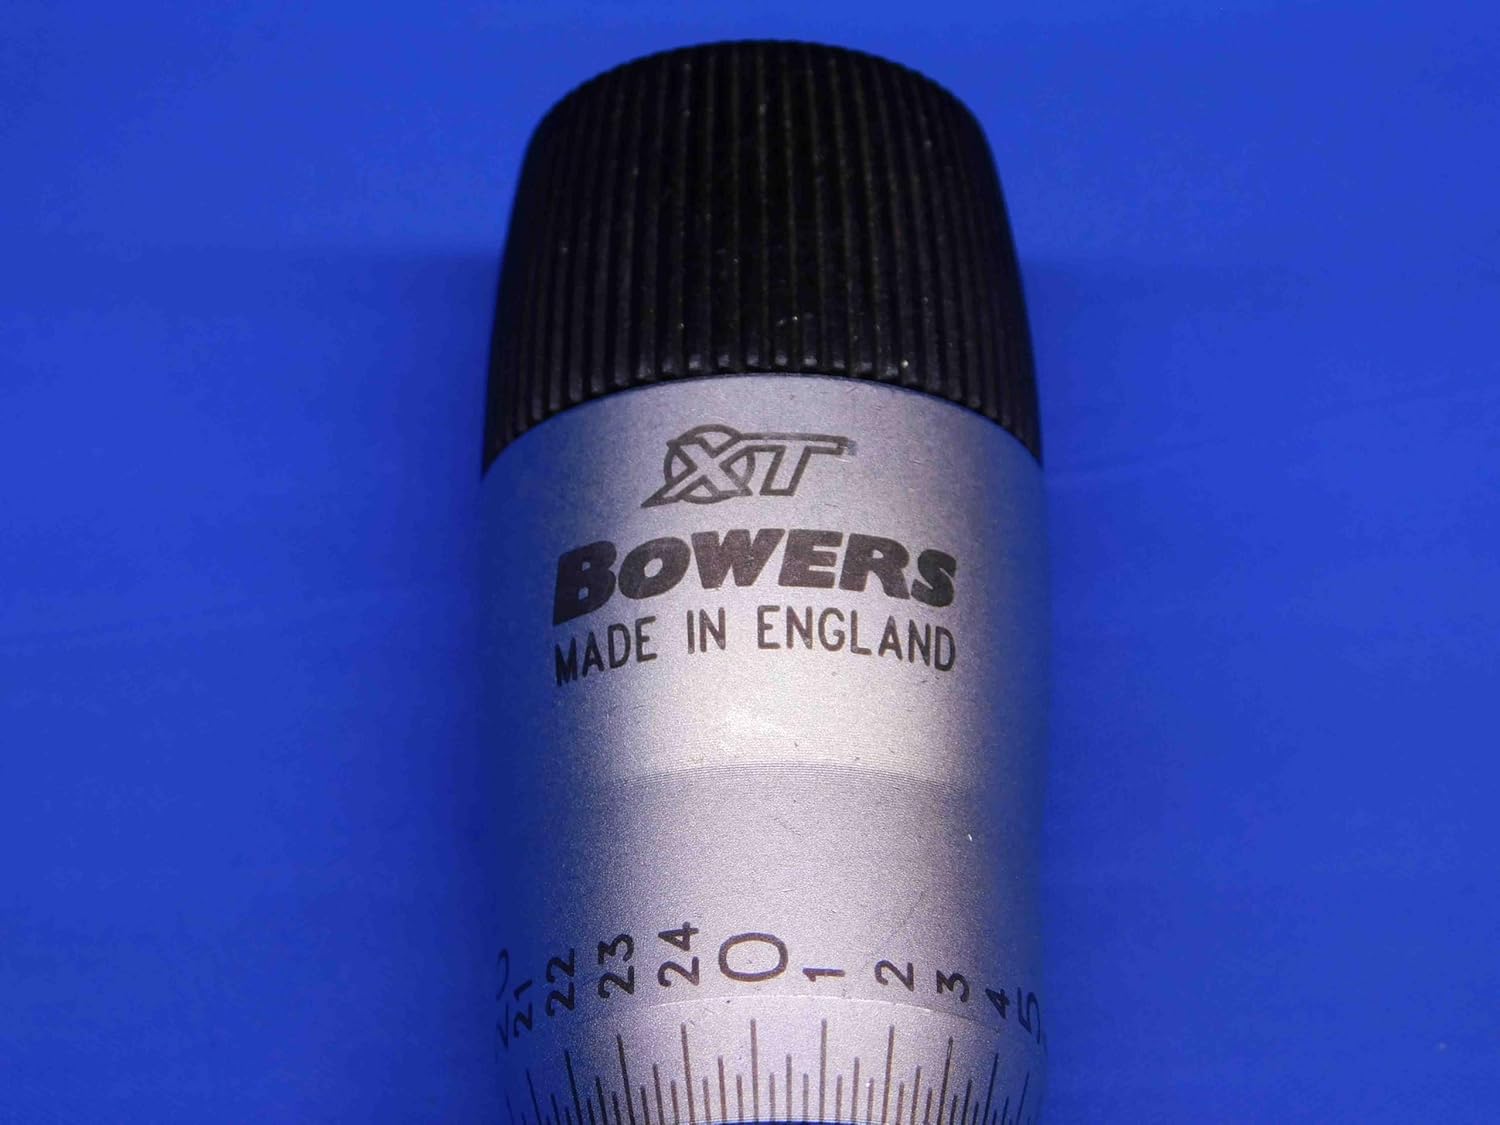 XT
BOWERS
MADE IN ENGLAND
20 21 22 23 24 0 1 2 3 4 5